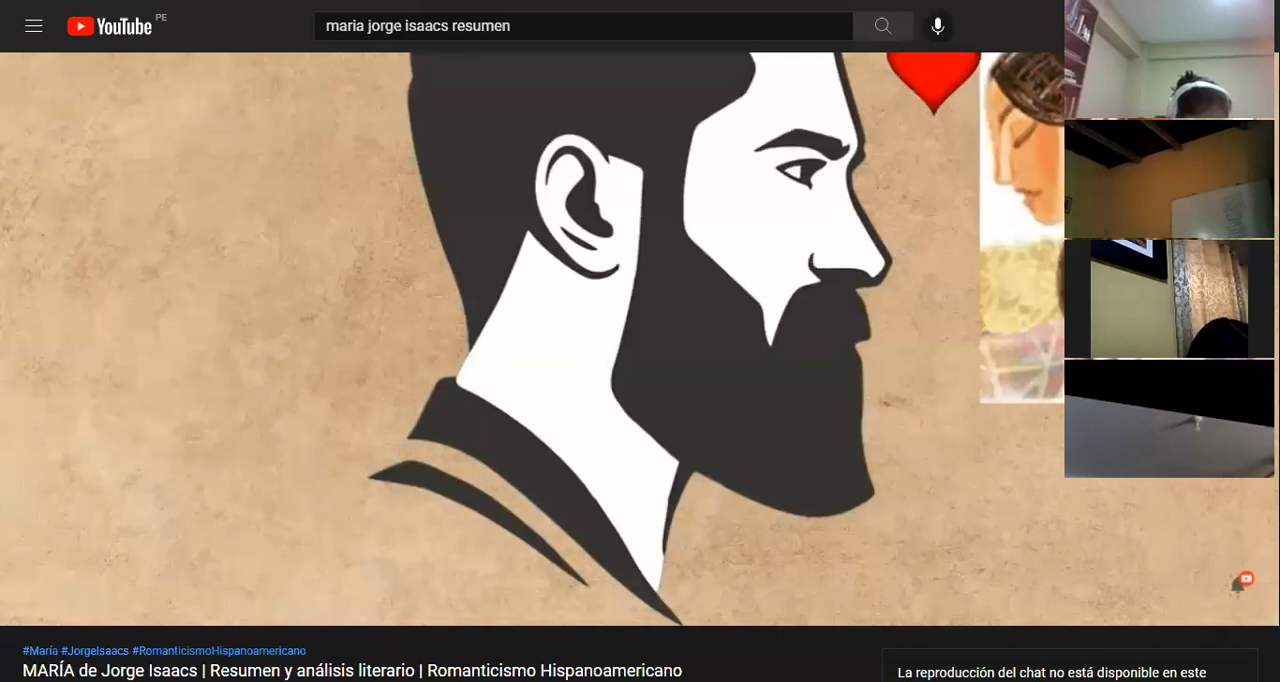 YouTube PE
maria jorge isaacs resumen
#María #JorgeIsaacs #RomanticismoHispanoamericano
MARÍA de Jorge Isaacs | Resumen y análisis literario | Romanticismo Hispanoamericano
La reproducción del chat no está disponible en este